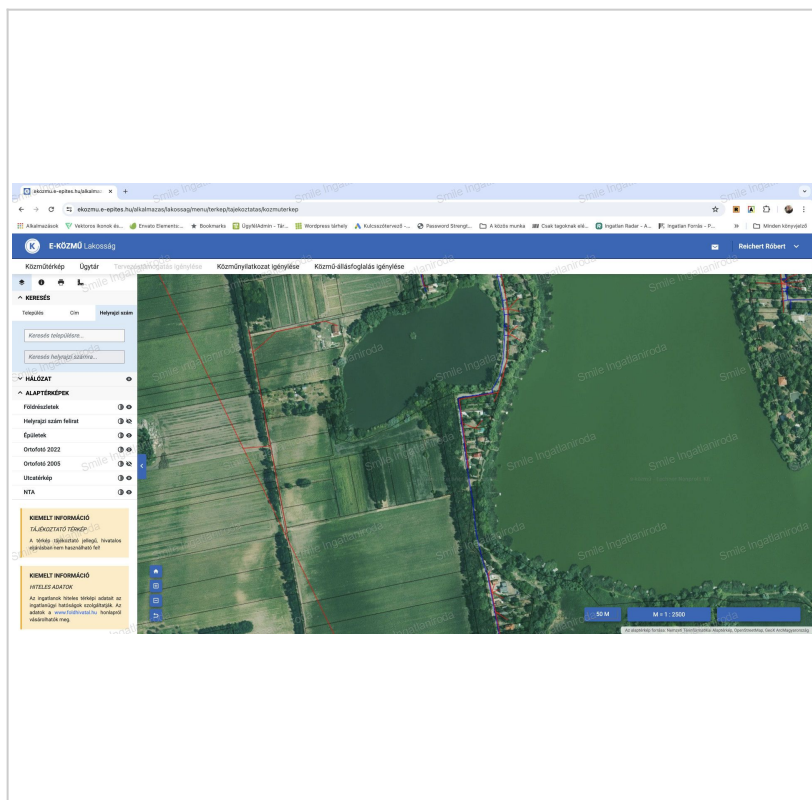 ekozmu.e-epites.hu/alkalmaz
ekozmu.e-epites.hu/alkalmazas/lakossag/menu/terkep/tajekoztatas/kozmuterkep
Alkalmazások Vektoros ikonok és... Envato Elements:... Bookmarks ÜgyfélAdmin - Tár... Wordpress tárhely Kulcsszótervező -... Password Strengt... A közös munka Csak tagoknak elé... Ingatlan Radar - A... Ingatlan Forrás - P... » Minden könyvjelző
K E-KÖZMŰ Lakosság Reichert Róbert
Közműtérkép Ügytár Tervezéstámogatás igénylése Közműnyilatkozat igénylése Közmű-állásfoglalás igénylése
KERESÉS
Település Cím Helyrajzi szám
Keresés településre...
Keresés helyrajzi számra...
HÁLÓZAT
ALAPTÉRKÉPEK
Földrészletek
Helyrajzi szám felirat
Épületek
Ortofotó 2022
Ortofotó 2005
Utcatérkép
NTA
KIEMELT INFORMÁCIÓ
TÁJÉKOZTATÓ TÉRKÉP
A térkép tájékoztató jellegű, hivatalos
eljárásban nem használható fel!
KIEMELT INFORMÁCIÓ
HITELES ADATOK
Az ingatlanok hiteles térképi adatait az
ingatlanügyi hatóságok szolgáltatják. Az
adatok a www.foldhivatal.hu honlapról
vásárolhatók meg.
50 M M = 1 : 2500
Smile Ingatlaniroda